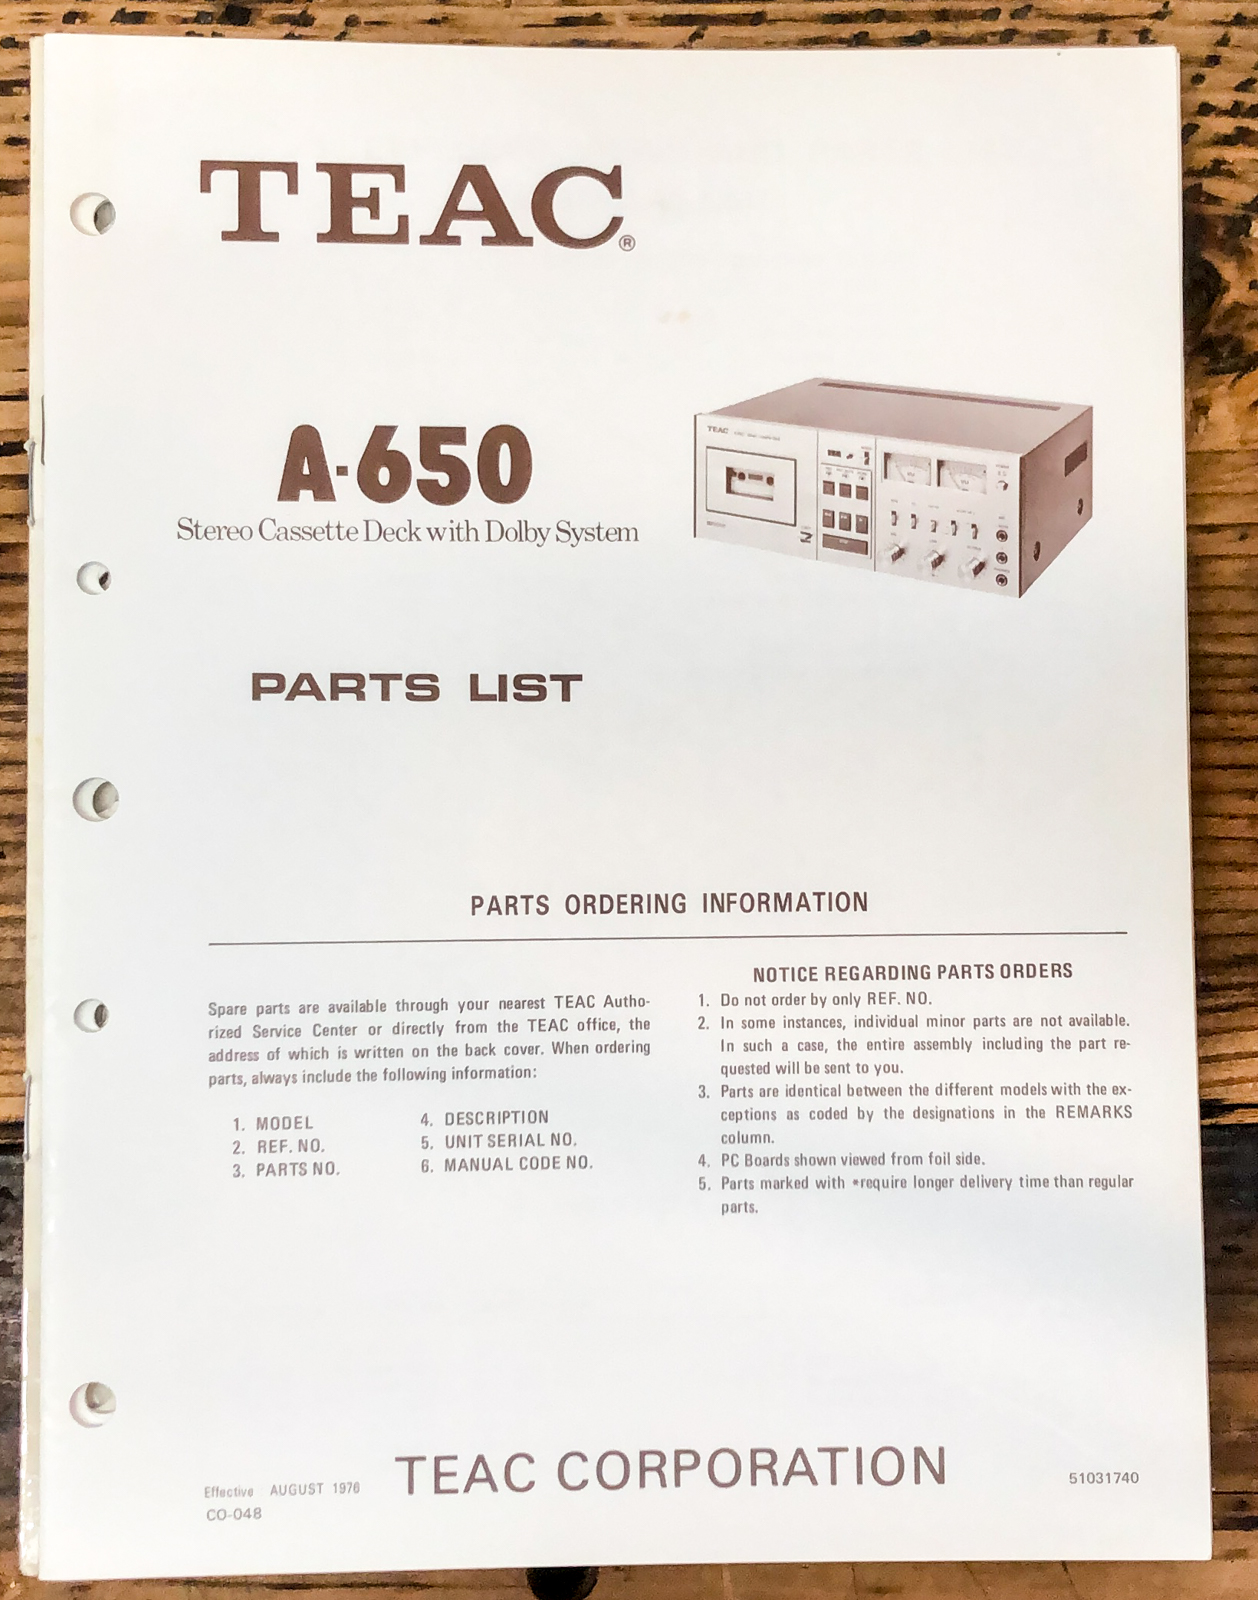 TEAC®
A-650
Stereo Cassette Deck with Dolby System
TEAC
PARTS LIST
PARTS ORDERING INFORMATION
Spare parts are available through your nearest TEAC Autho-
rized Service Center or directly from the TEAC office, the
address of which is written on the back cover. When ordering
parts, always include the following information:
1. MODEL
2. REF. NO.
3. PARTS NO.
4. DESCRIPTION
5. UNIT SERIAL NO.
6. MANUAL CODE NO.
NOTICE REGARDING PARTS ORDERS
1. Do not order by only REF. NO.
2. In some instances, individual minor parts are not available.
In such a case, the entire assembly including the part re-
quested will be sent to you.
3. Parts are identical between the different models with the ex-
ceptions as coded by the designations in the REMARKS
column.
4. PC Boards shown viewed from foil side.
5. Parts marked with *require longer delivery time than regular
parts.
Effective AUGUST 1976
CO-048
TEAC CORPORATION
51031740